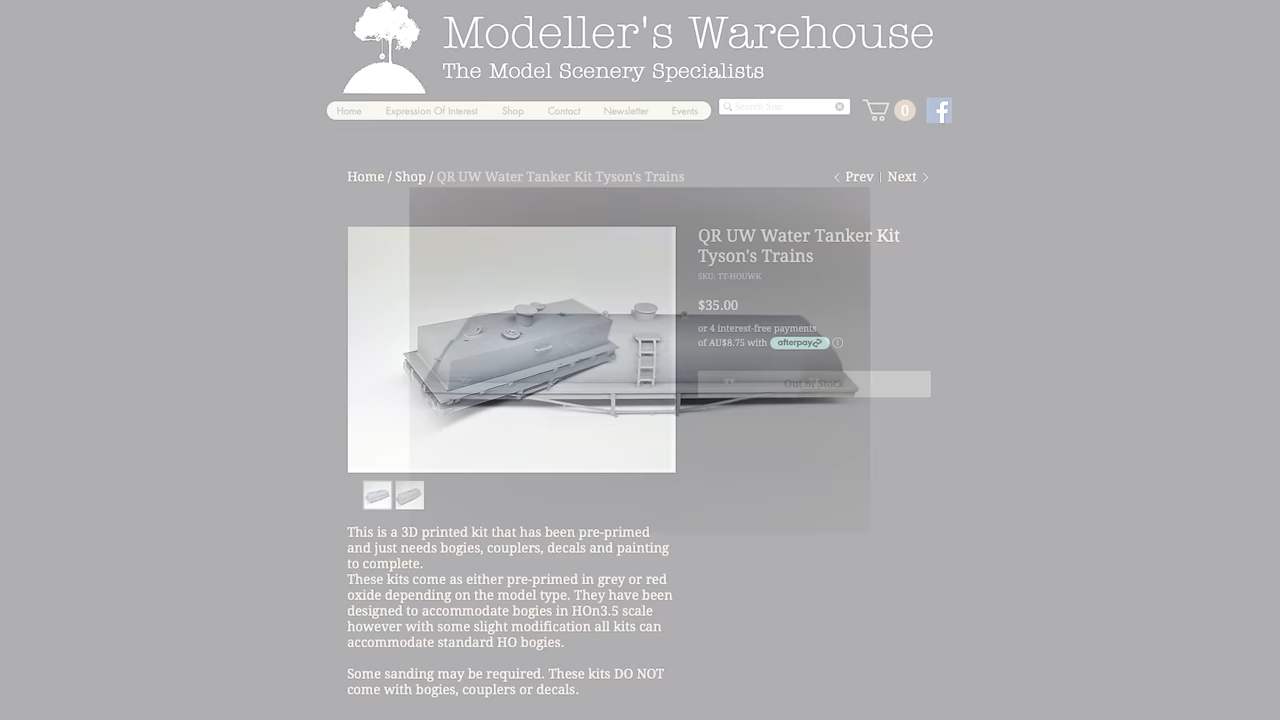 Modeller's Warehouse
The Model Scenery Specialists
Home Expression Of Interest Shop Contact Newsletter Events
Search Site
0
Home / Shop / QR UW Water Tanker Kit Tyson's Trains
Prev | Next
QR UW Water Tanker Kit
Tyson's Trains
SKU: TT-HOUWK
$35.00
or 4 interest-free payments
of AU$8.75 with afterpay
Out of Stock
This is a 3D printed kit that has been pre-primed
and just needs bogies, couplers, decals and painting
to complete.
These kits come as either pre-primed in grey or red
oxide depending on the model type. They have been
designed to accommodate bogies in HOn3.5 scale
however with some slight modification all kits can
accommodate standard HO bogies.
Some sanding may be required. These kits DO NOT
come with bogies, couplers or decals.